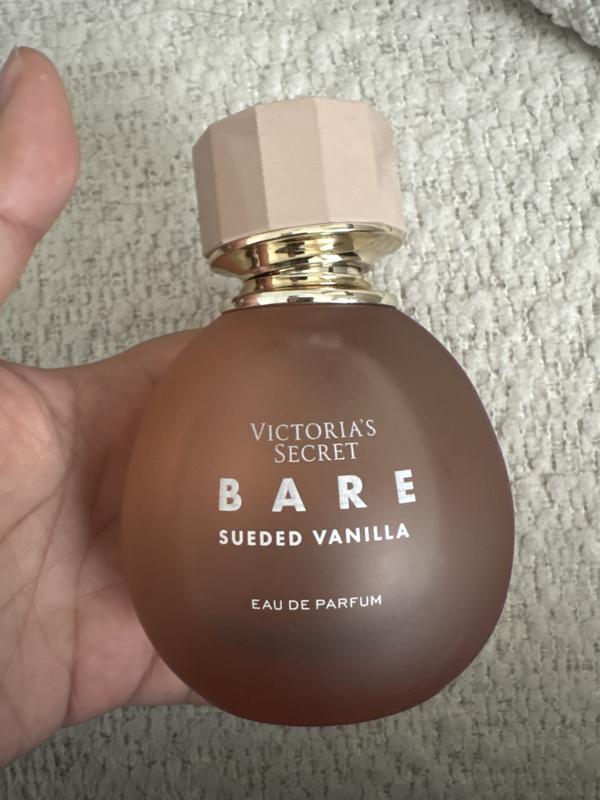 VICTORIA'S
SECRET
BARE
SUEDED VANILLA
EAU DE PARFUM